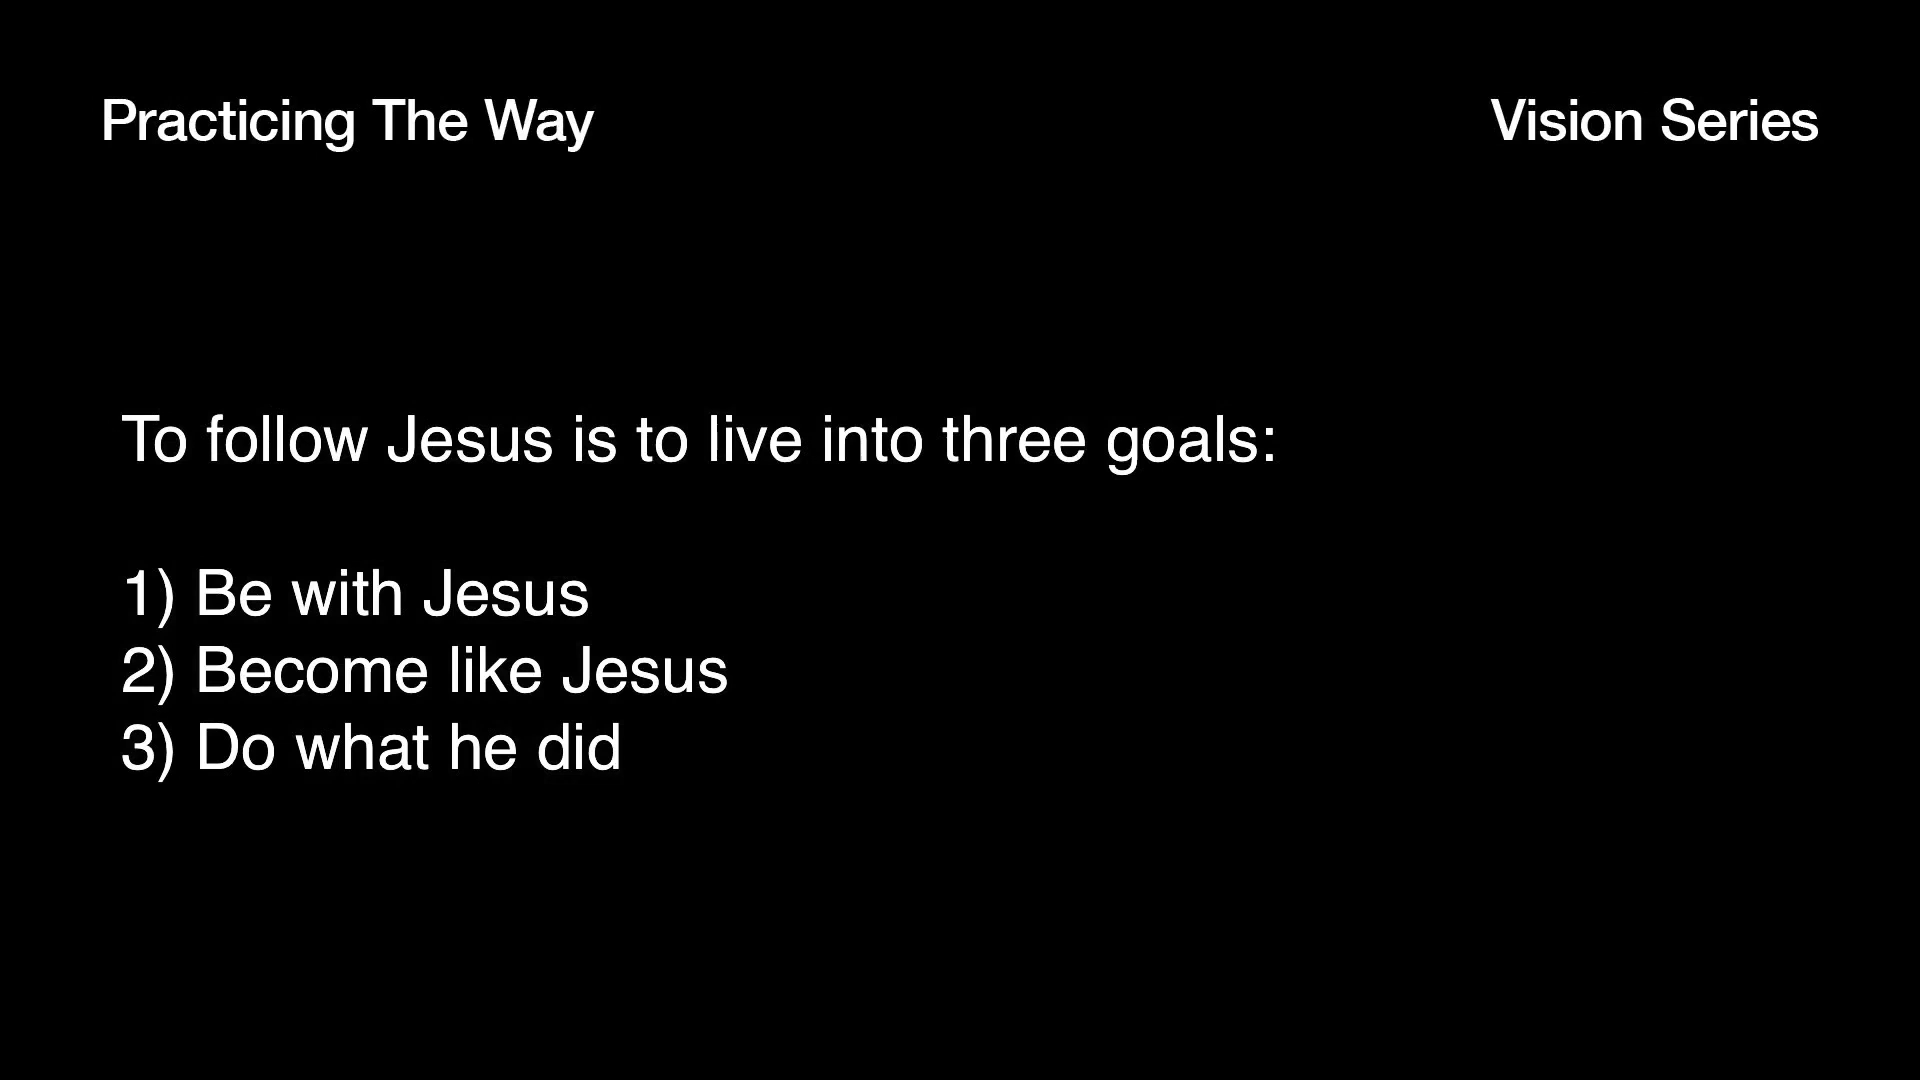 Practicing The Way
Vision Series
To follow Jesus is to live into three goals:
1) Be with Jesus
2) Become like Jesus
3) Do what he did